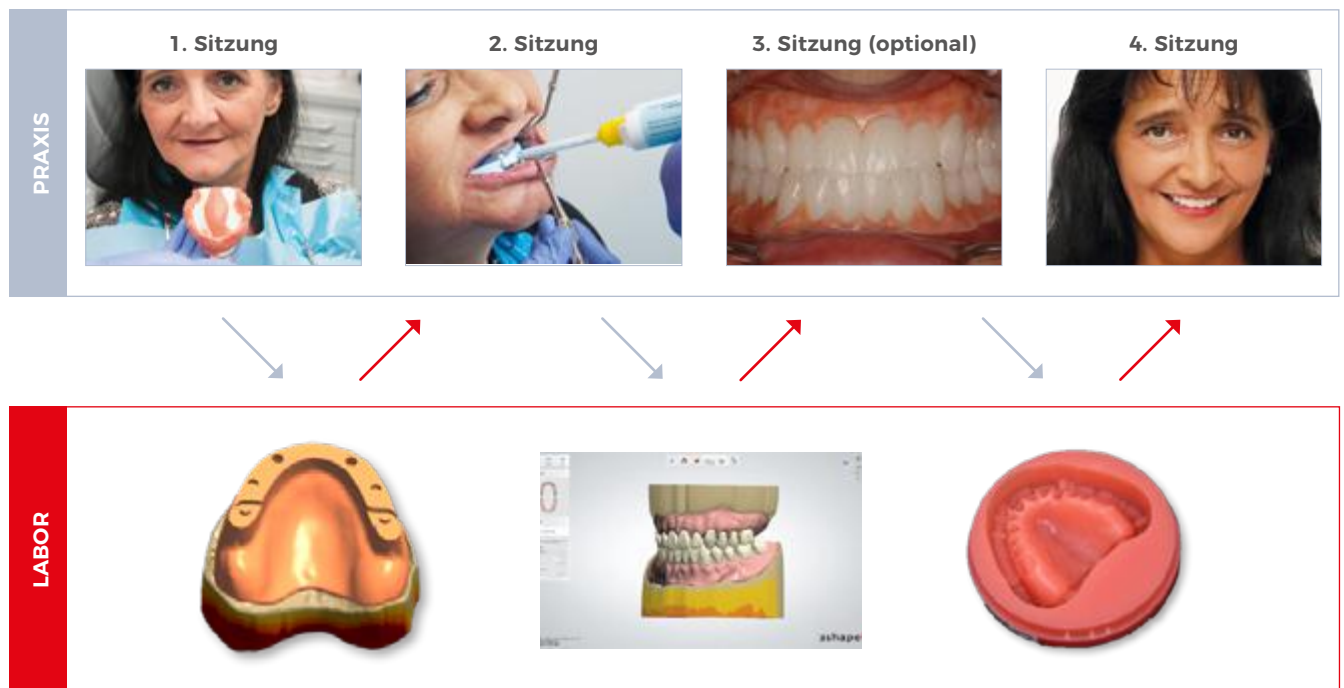 1. Sitzung
2. Sitzung
3. Sitzung (optional)
4. Sitzung
PRAXIS
LABOR
3shape